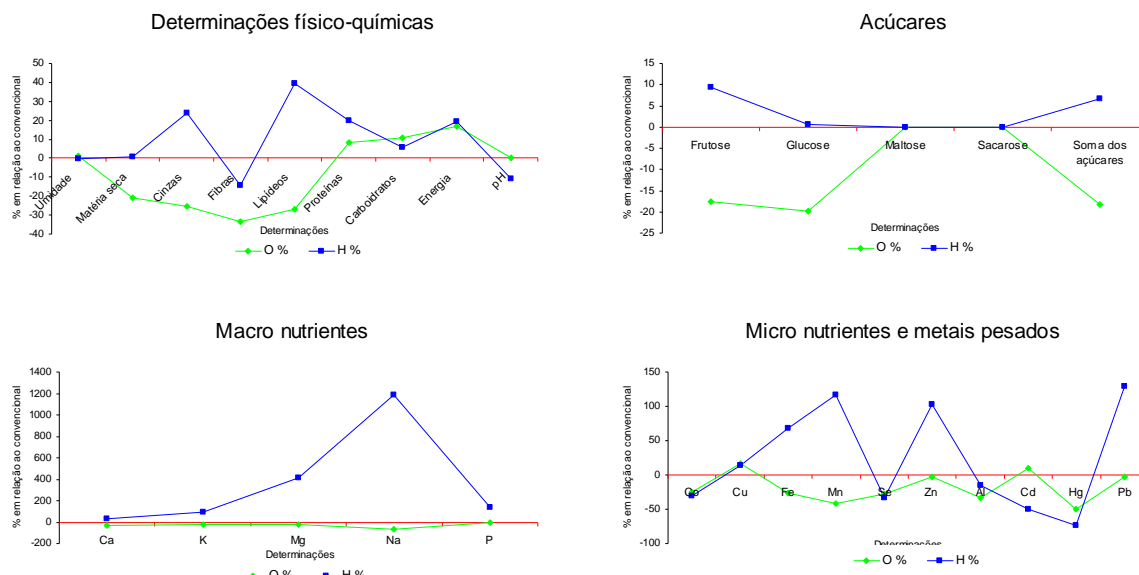 Determinações físico-químicas
% em relação ao convencional
50
40
30
20
10
0
-10
-20
-30
-40
Umidade
Matéria seca
Cinzas
Fibras
Lipídeos
Proteínas
Carboidratos
Energia
pH
Determinações
O %
H %
Acúcares
% em relação ao convencional
15
10
5
0
-5
-10
-15
-20
-25
Frutose
Glucose
Maltose
Sacarose
Soma dos
açúcares
Determinações
O %
H %
Macro nutrientes
% em relação ao convencional
1400
1200
1000
800
600
400
200
0
-200
Ca
K
Mg
Na
P
Determinações
O %
H %
Micro nutrientes e metais pesados
% em relação ao convencional
150
100
50
0
-50
-100
Co
Cu
Fe
Mn
Se
Zn
Al
Cd
Hg
Pb
Determinações
O %
H %